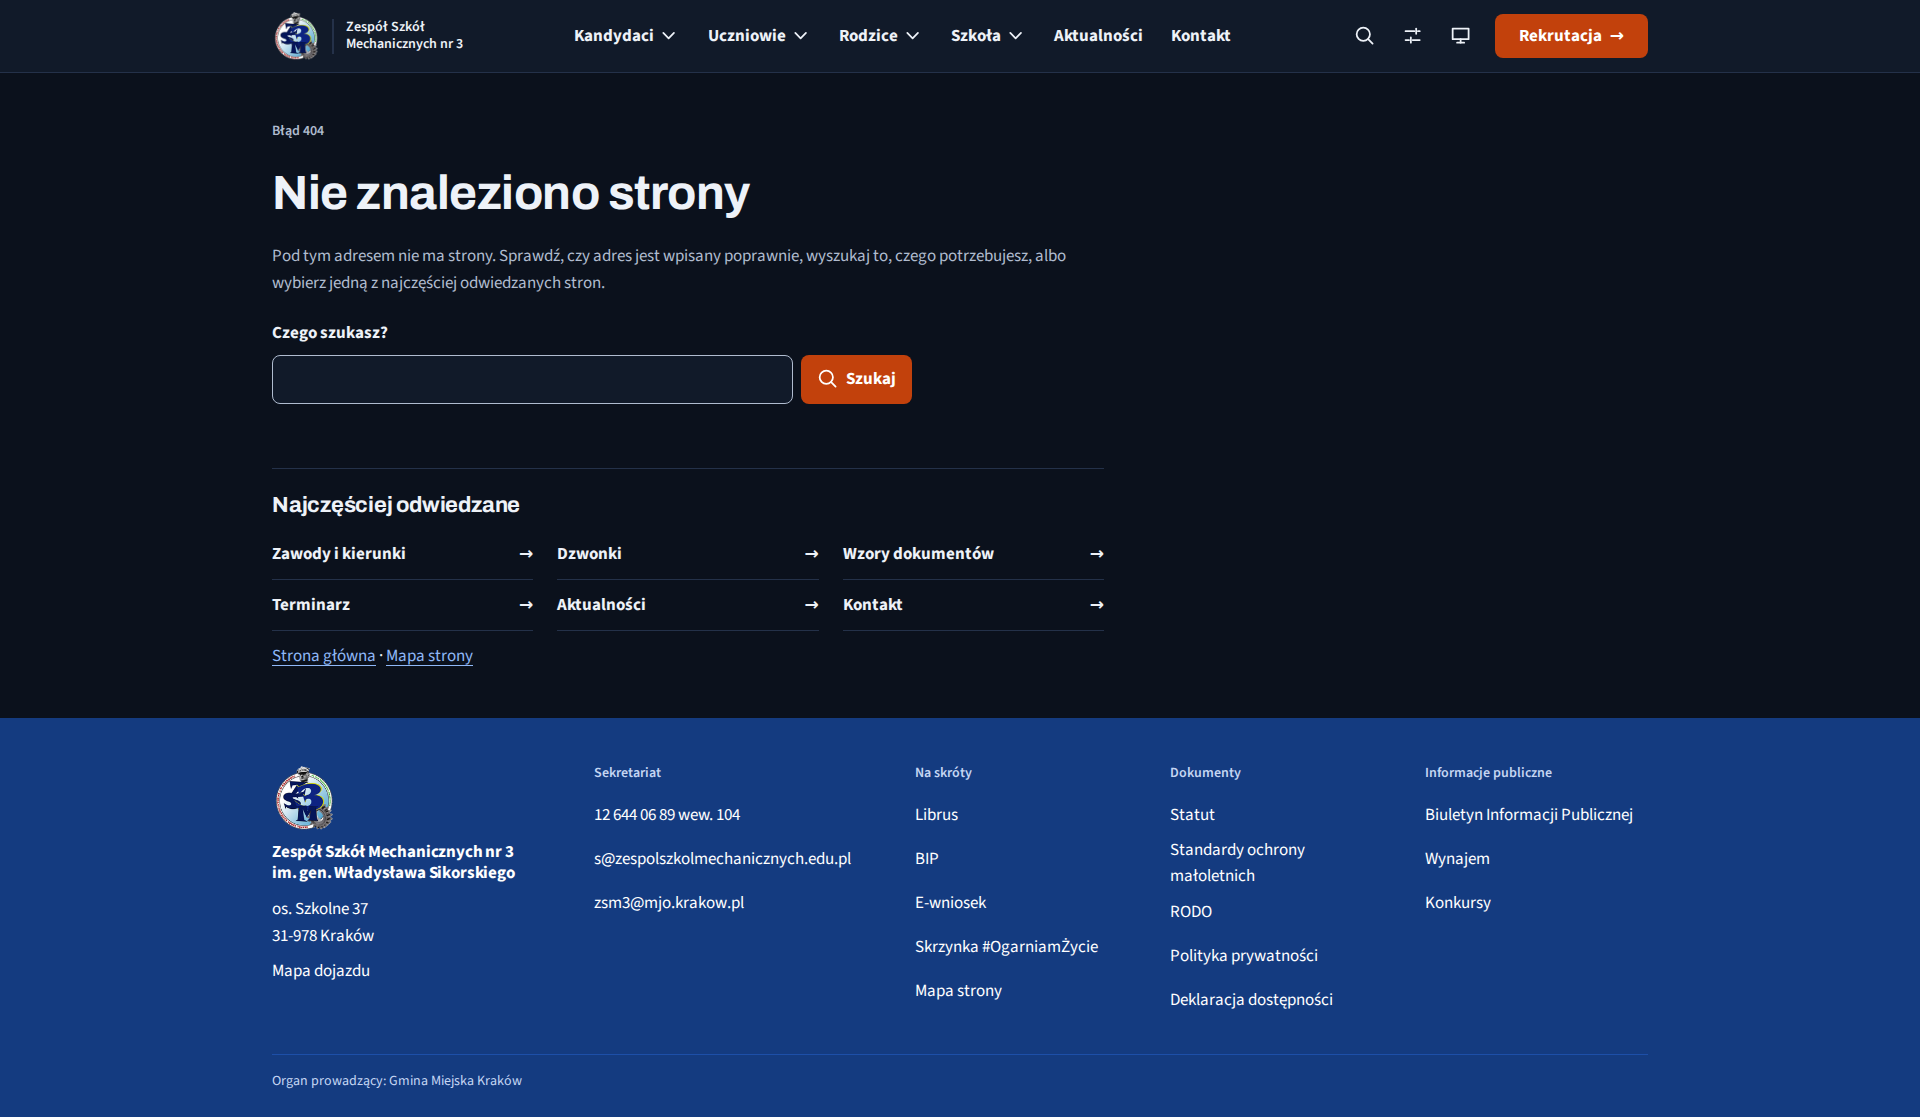 Zespół Szkół
Mechanicznych nr 3
Kandydaci
Uczniowie
Rodzice
Szkoła
Aktualności
Kontakt
Rekrutacja →
Błąd 404
Nie znaleziono strony
Pod tym adresem nie ma strony. Sprawdź, czy adres jest wpisany poprawnie, wyszukaj to, czego potrzebujesz, albo
wybierz jedną z najczęściej odwiedzanych stron.
Czego szukasz?
Szukaj
Najczęściej odwiedzane
Zawody i kierunki →
Dzwonki →
Wzory dokumentów →
Terminarz →
Aktualności →
Kontakt →
Strona główna · Mapa strony
Zespół Szkół Mechanicznych nr 3
im. gen. Władysława Sikorskiego
os. Szkolne 37
31-978 Kraków
Mapa dojazdu
Sekretariat
12 644 06 89 wew. 104
s@zespolszkolmechanicznych.edu.pl
zsm3@mjo.krakow.pl
Na skróty
Librus
BIP
E-wniosek
Skrzynka #OgarniamŻycie
Mapa strony
Dokumenty
Statut
Standardy ochrony
małoletnich
RODO
Polityka prywatności
Deklaracja dostępności
Informacje publiczne
Biuletyn Informacji Publicznej
Wynajem
Konkursy
Organ prowadzący: Gmina Miejska Kraków